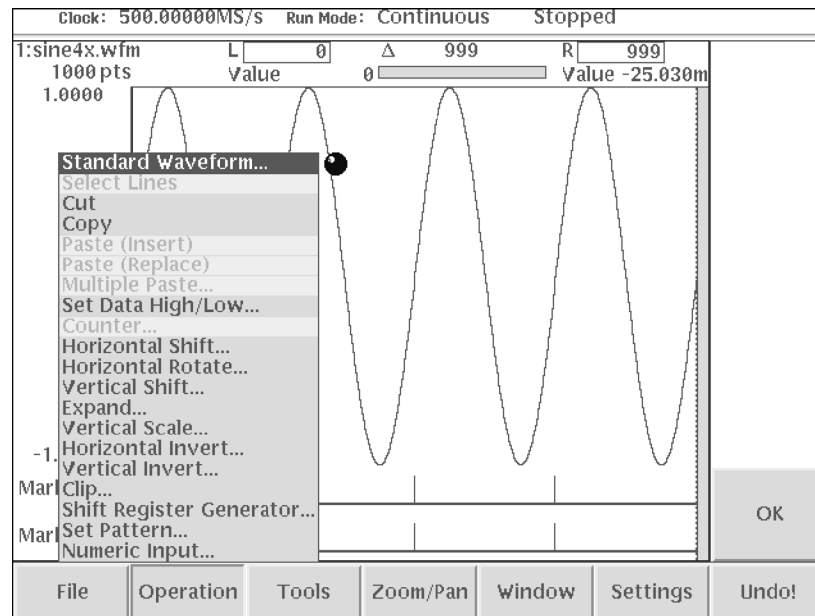 Clock: 500.00000MS/s Run Mode: Continuous Stopped
1:sine4x.wfm L 0 Δ 999 R 999
1000 pts Value 0 Value -25.030m
1.0000
Standard Waveform...
Select Lines
Cut
Copy
Paste (Insert)
Paste (Replace)
Multiple Paste...
Set Data High/Low...
Counter...
Horizontal Shift...
Horizontal Rotate...
Vertical Shift...
Expand...
Vertical Scale...
-1. Horizontal Invert...
Vertical Invert...
Mar Clip...
Shift Register Generator...
Mar Set Pattern...
Numeric Input...
OK
File Operation Tools Zoom/Pan Window Settings Undo!